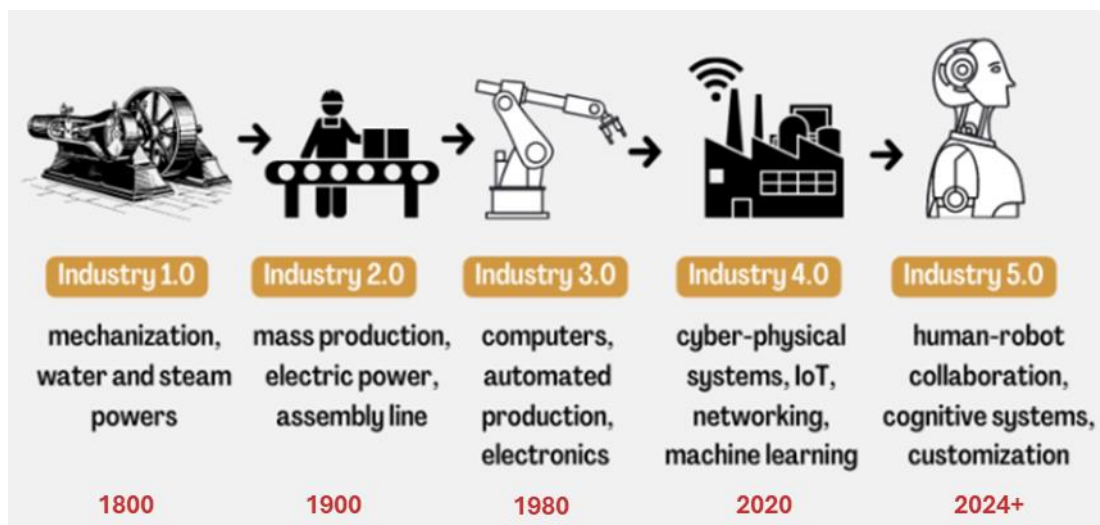 Industry 1.0
mechanization,
water and steam
powers
1800
Industry 2.0
mass production,
electric power,
assembly line
1900
Industry 3.0
computers,
automated
production,
electronics
1980
Industry 4.0
cyber-physical
systems, IoT,
networking,
machine learning
2020
Industry 5.0
human-robot
collaboration,
cognitive systems,
customization
2024+